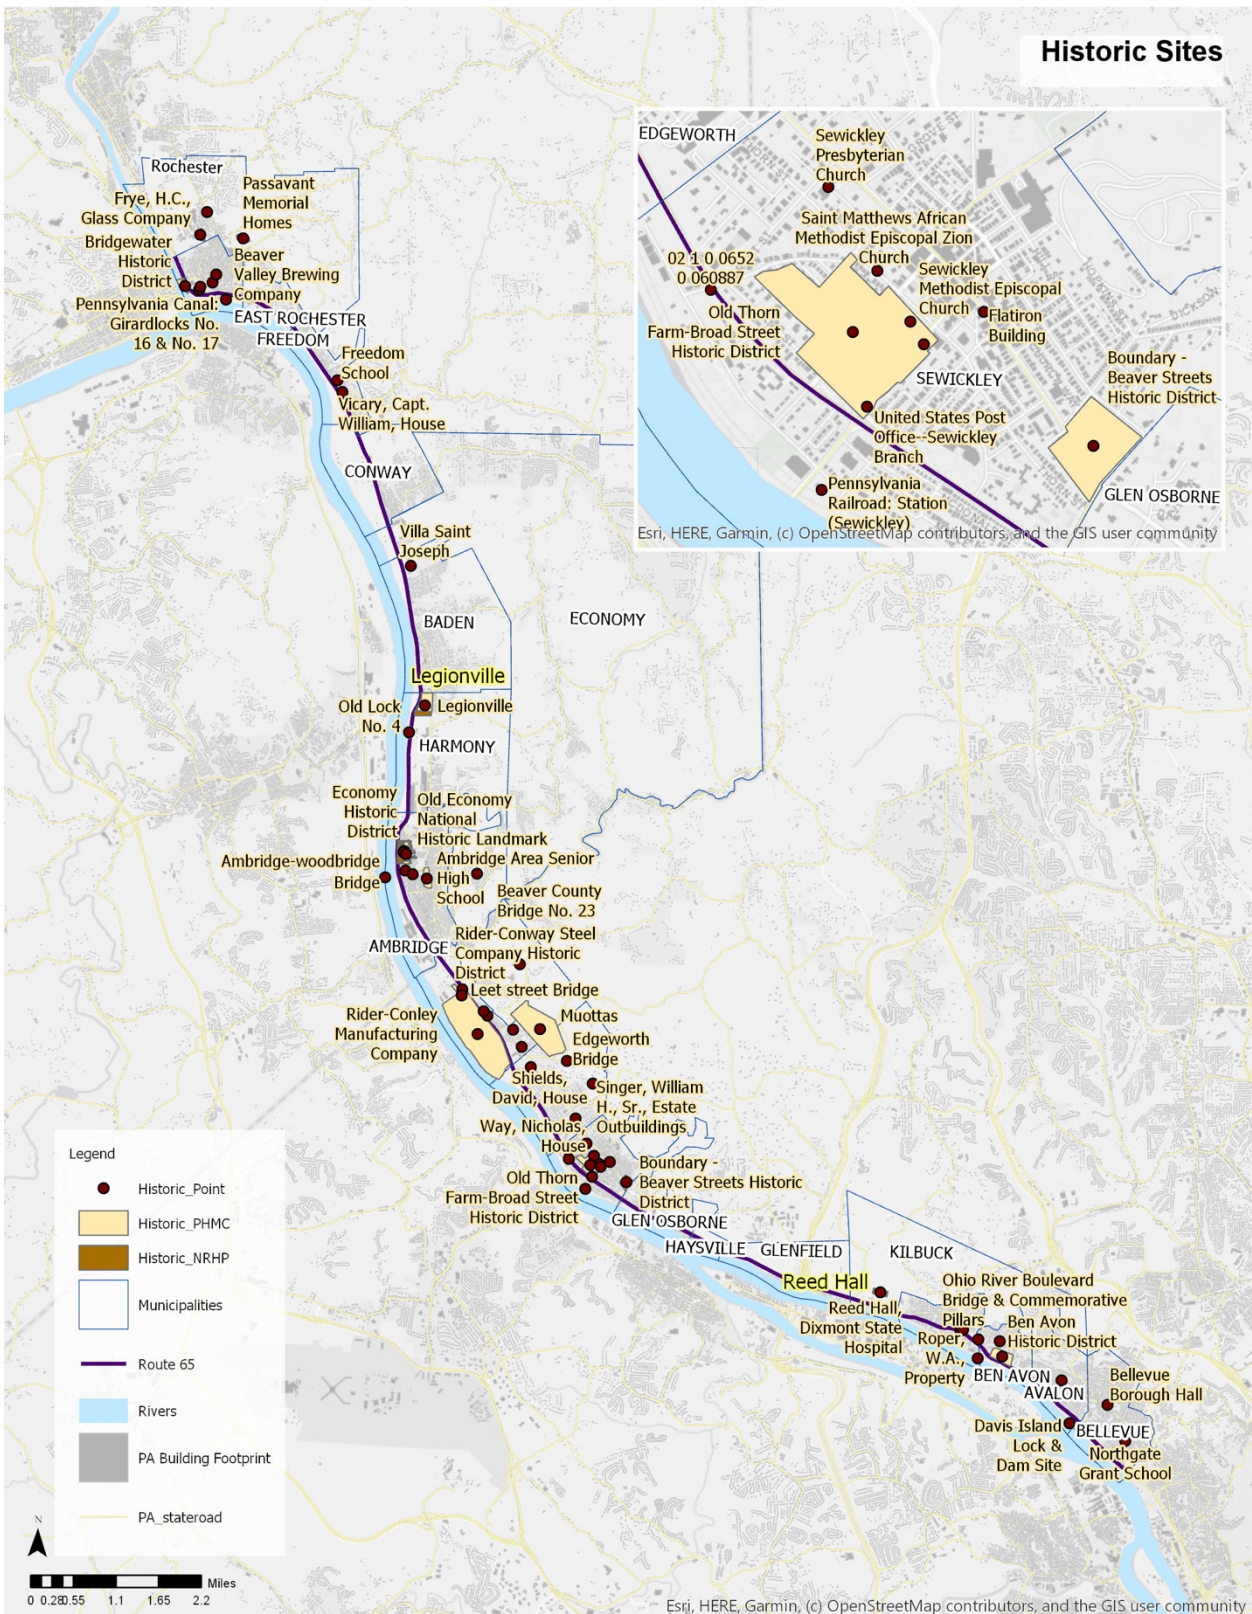 Historic Sites
EDGEWORTH
Sewickley
Presbyterian
Church
Saint Matthews African
Methodist Episcopal Zion
Church
02 1 0 0652
0 060887
Sewickley
Methodist Episcopal
Church
Flatiron
Building
Old Thorn
Farm-Broad Street
Historic District
SEWICKLEY
Boundary -
Beaver Streets
Historic District
United States Post
Office--Sewickley
Branch
Pennsylvania
Railroad: Station
(Sewickley)
GLEN OSBORNE
Esri, HERE, Garmin, (c) OpenStreetMap contributors, and the GIS user community
Rochester
Frye, H.C.,
Glass Company
Passavant
Memorial
Homes
Bridgewater
Historic
District
Beaver
Valley Brewing
Company
Pennsylvania Canal:
Girardlocks No.
16 & No. 17
EAST ROCHESTER
FREEDOM
Freedom
School
Vicary, Capt.
William, House
CONWAY
Villa Saint
Joseph
BADEN
ECONOMY
Legionville
Legionville
Old Lock
No. 4
HARMONY
Economy
Historic
District
Old Economy
National
Historic Landmark
Ambridge-woodbridge
Bridge
Ambridge Area Senior
High
School
Beaver County
Bridge No. 23
AMBRIDGE
Rider-Conway Steel
Company Historic
District
Leet street Bridge
Rider-Conley
Manufacturing
Company
Muottas
Edgeworth
Bridge
Shields,
David, House
Singer, William
H., Sr., Estate
Outbuildings
Way, Nicholas,
House
Old Thorn
Farm-Broad Street
Historic District
Boundary -
Beaver Streets Historic
District
GLEN OSBORNE
HAYSVILLE
GLENFIELD
KILBUCK
Reed Hall
Reed Hall,
Dixmont State
Hospital
Ohio River Boulevard
Bridge & Commemorative
Pillars
Ben Avon
Historic District
Roper,
W.A.,
Property
BEN AVON
AVALON
Bellevue
Borough Hall
Davis Island
Lock &
Dam Site
BELLEVUE
Northgate
Grant School
Legend
Historic_Point
Historic_PHMC
Historic_NRHP
Municipalities
Route 65
Rivers
PA Building Footprint
PA_stateroad
N
Miles
0 0.28 0.55 1.1 1.65 2.2
Esri, HERE, Garmin, (c) OpenStreetMap contributors, and the GIS user community